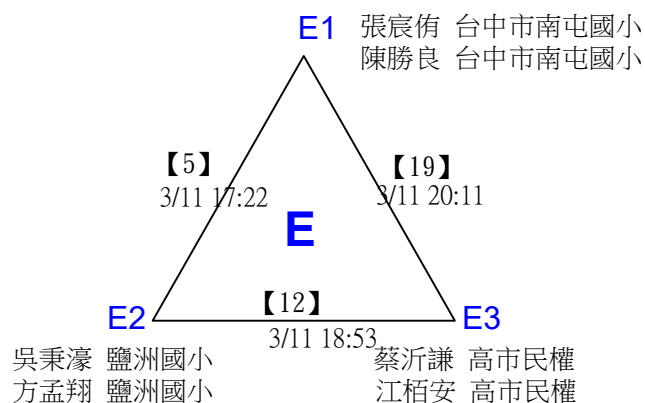 E1 張宸侑 台中市南屯國小
陳勝良 台中市南屯國小
【5】
3/11 17:22
【19】
3/11 20:11
E
【12】
3/11 18:53
E2
E3
吳秉濠 鹽洲國小
方孟翔 鹽洲國小
蔡沂謙 高市民權
江栢安 高市民權